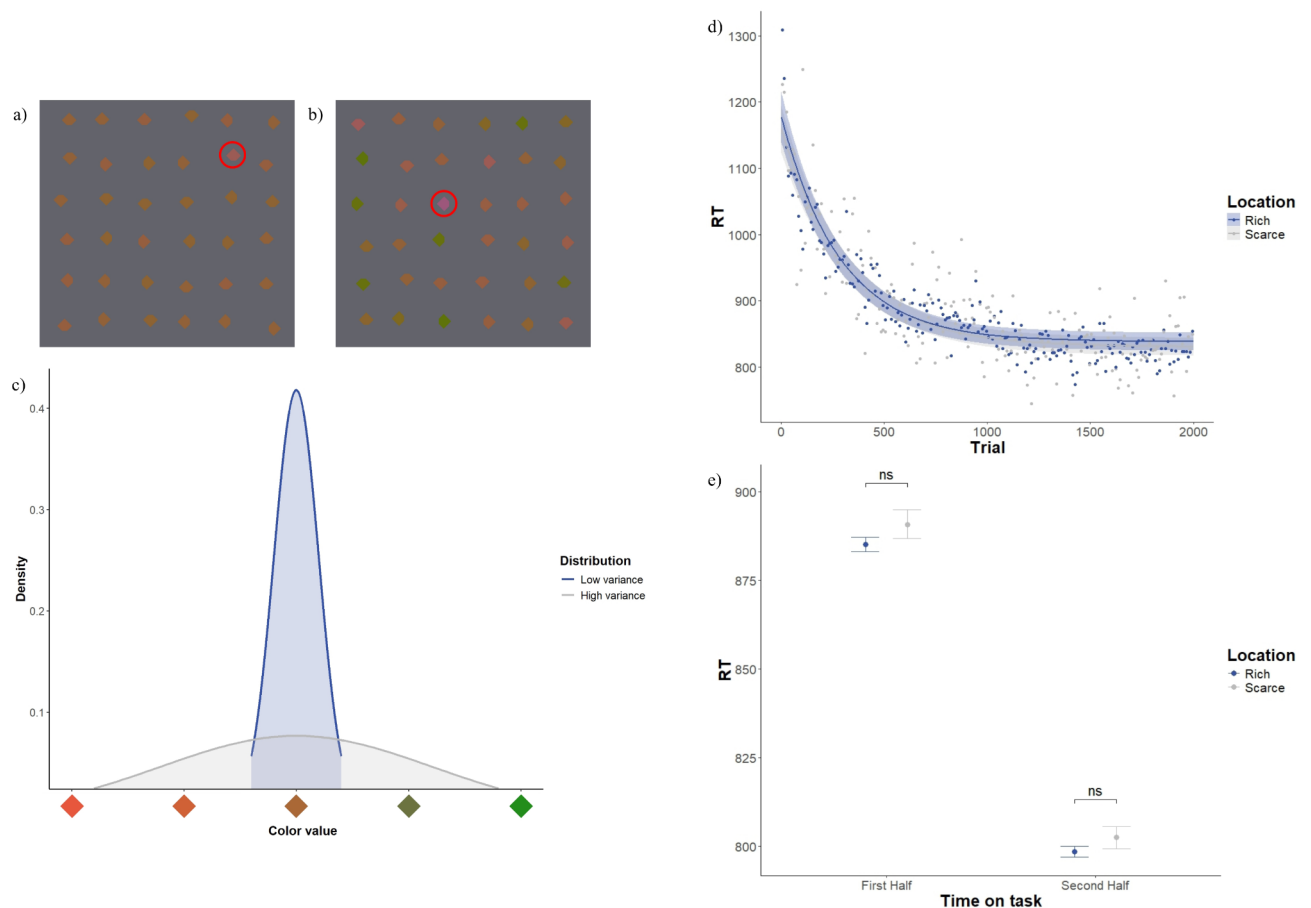 a)
b)
c)
0.4
0.3
0.2
0.1
Density
Color value
Distribution
Low variance
High variance
d)
1300
1200
1100
1000
900
800
RT
0 500 1000 1500 2000
Trial
Location
Rich
Scarce
e)
ns
900
875
850
825
800
RT
ns
First Half Second Half
Time on task
Location
Rich
Scarce